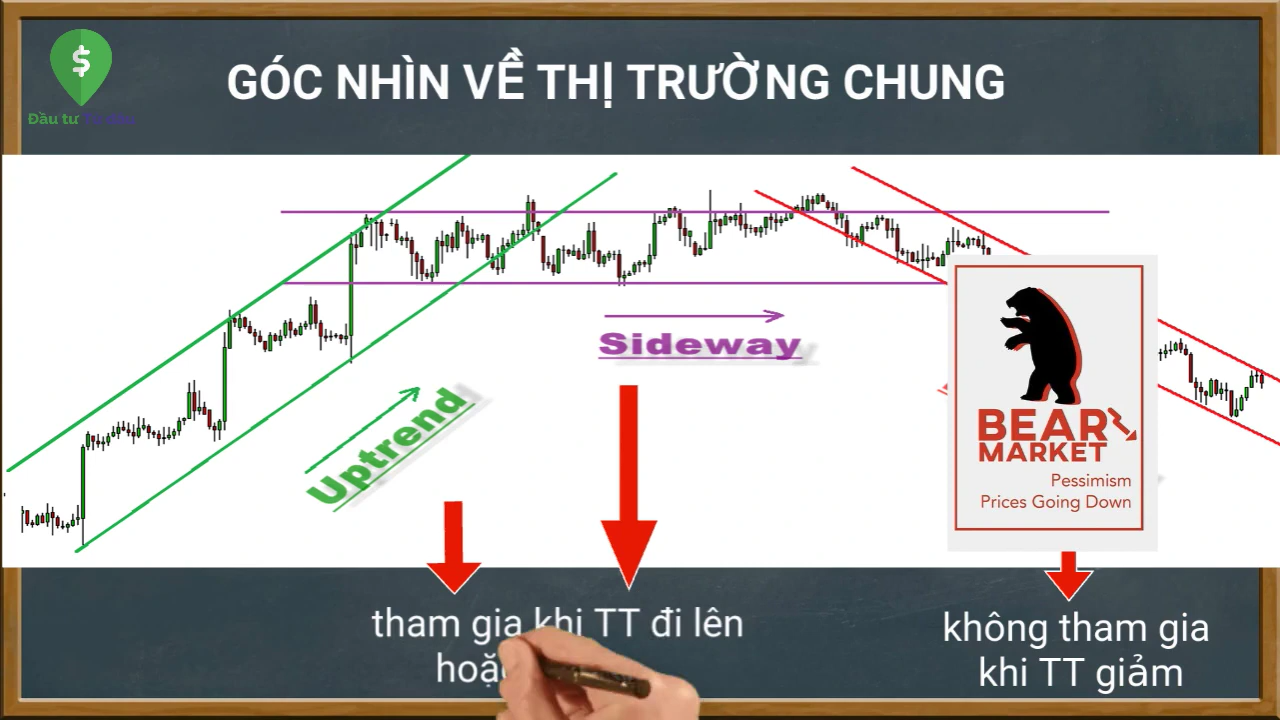 GÓC NHÌN VỀ THỊ TRƯỜNG CHUNG
Đầu tư
Sideway
Uptrend
BEAR
MARKET
Pessimism
Prices Going Down
tham gia khi TT đi lên
không tham gia
khi TT giảm